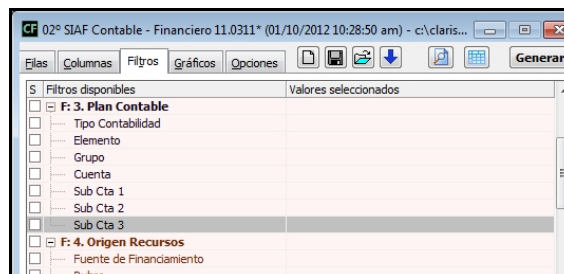 CF 02º SIAF Contable - Financiero 11.0311* (01/10/2012 10:28:50 am) - c:\claris...
Filas Columnas Filtros Gráficos Opciones Generar
S Filtros disponibles Valores seleccionados
F: 3. Plan Contable
Tipo Contabilidad
Elemento
Grupo
Cuenta
Sub Cta 1
Sub Cta 2
Sub Cta 3
F: 4. Origen Recursos
Fuente de Financiamiento